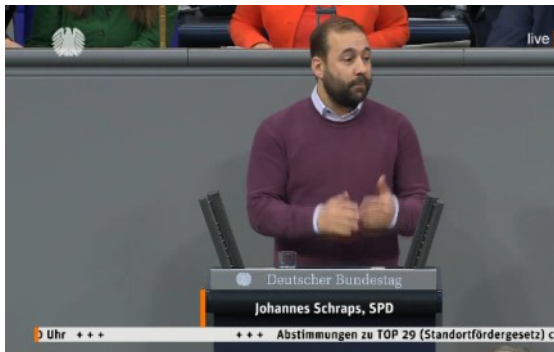 live
Deutscher Bundestag
Johannes Schraps, SPD
Uhr +++ +++ Abstimmungen zu TOP 29 (Standortfördergesetz)